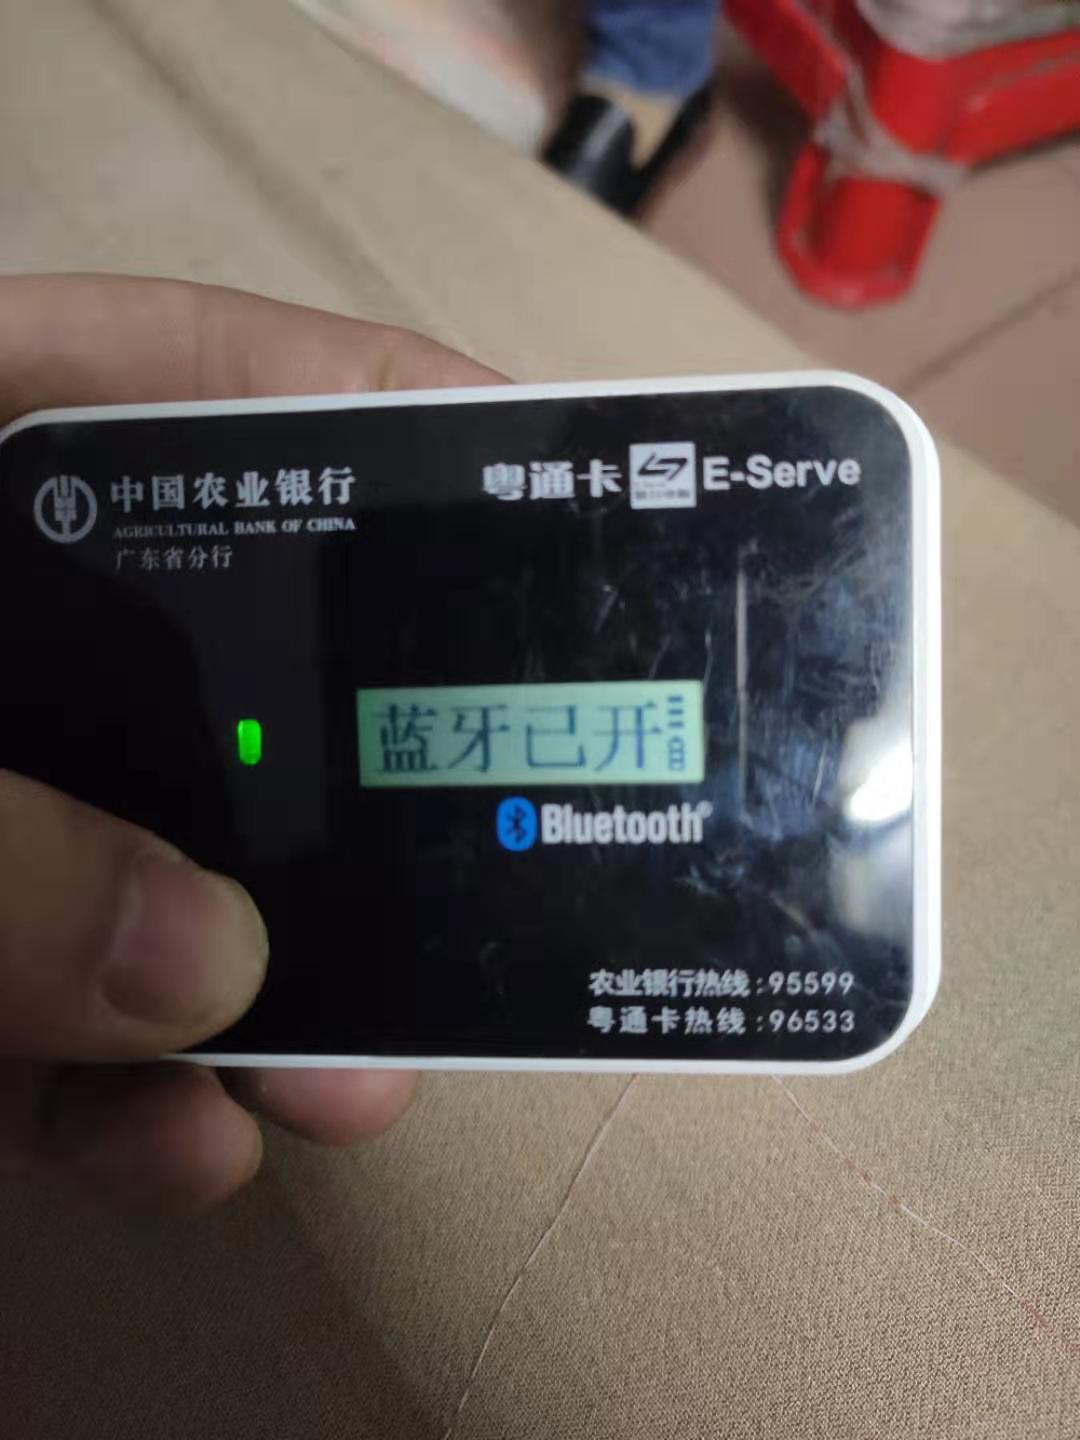 中国农业银行
AGRICULTURAL BANK OF CHINA
广东省分行
粤通卡 E-Serve
蓝牙已开
Bluetooth®
农业银行热线:95599
粤通卡热线:96533